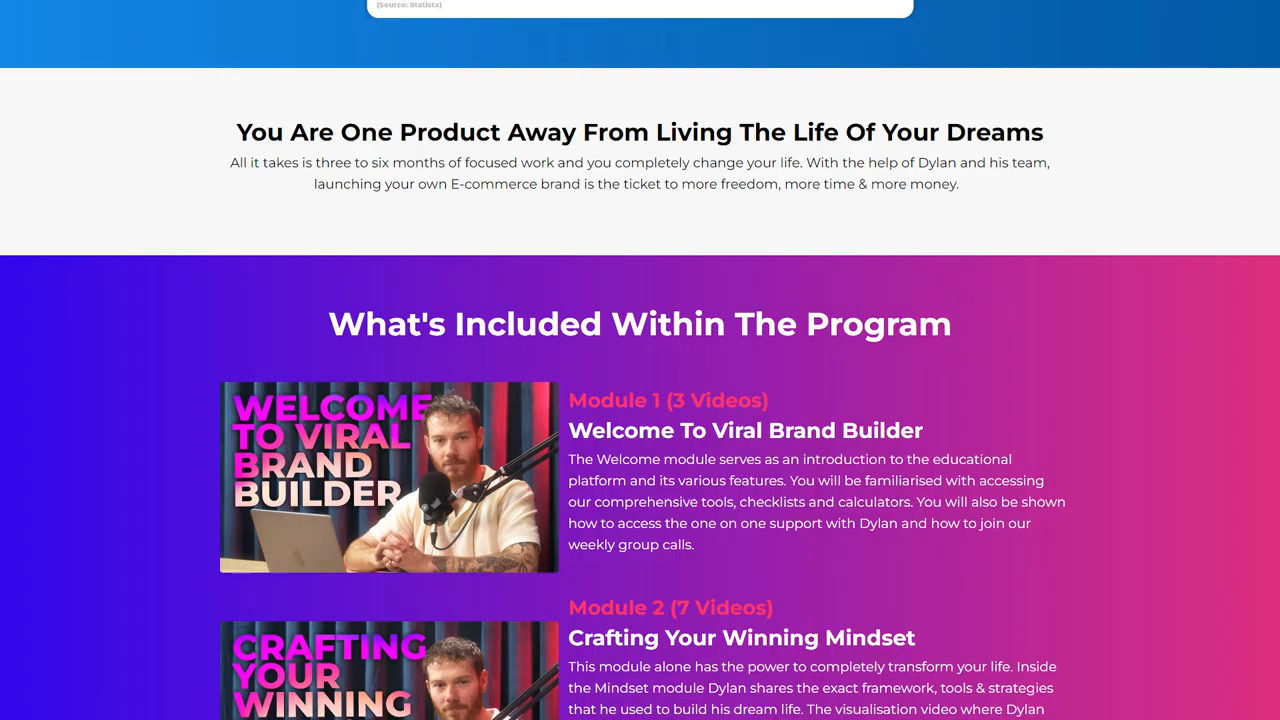 (Source: Statista)
You Are One Product Away From Living The Life Of Your Dreams
All it takes is three to six months of focused work and you completely change your life. With the help of Dylan and his team,
launching your own E-commerce brand is the ticket to more freedom, more time & more money.
What's Included Within The Program
WELCOME
TO VIRAL
BRAND
BUILDER
Module 1 (3 Videos)
Welcome To Viral Brand Builder
The Welcome module serves as an introduction to the educational
platform and its various features. You will be familiarised with accessing
our comprehensive tools, checklists and calculators. You will also be shown
how to access the one on one support with Dylan and how to join our
weekly group calls.
CRAFTING
YOUR
WINNING
Module 2 (7 Videos)
Crafting Your Winning Mindset
This module alone has the power to completely transform your life. Inside
the Mindset module Dylan shares the exact framework, tools & strategies
that he used to build his dream life. The visualisation video where Dylan